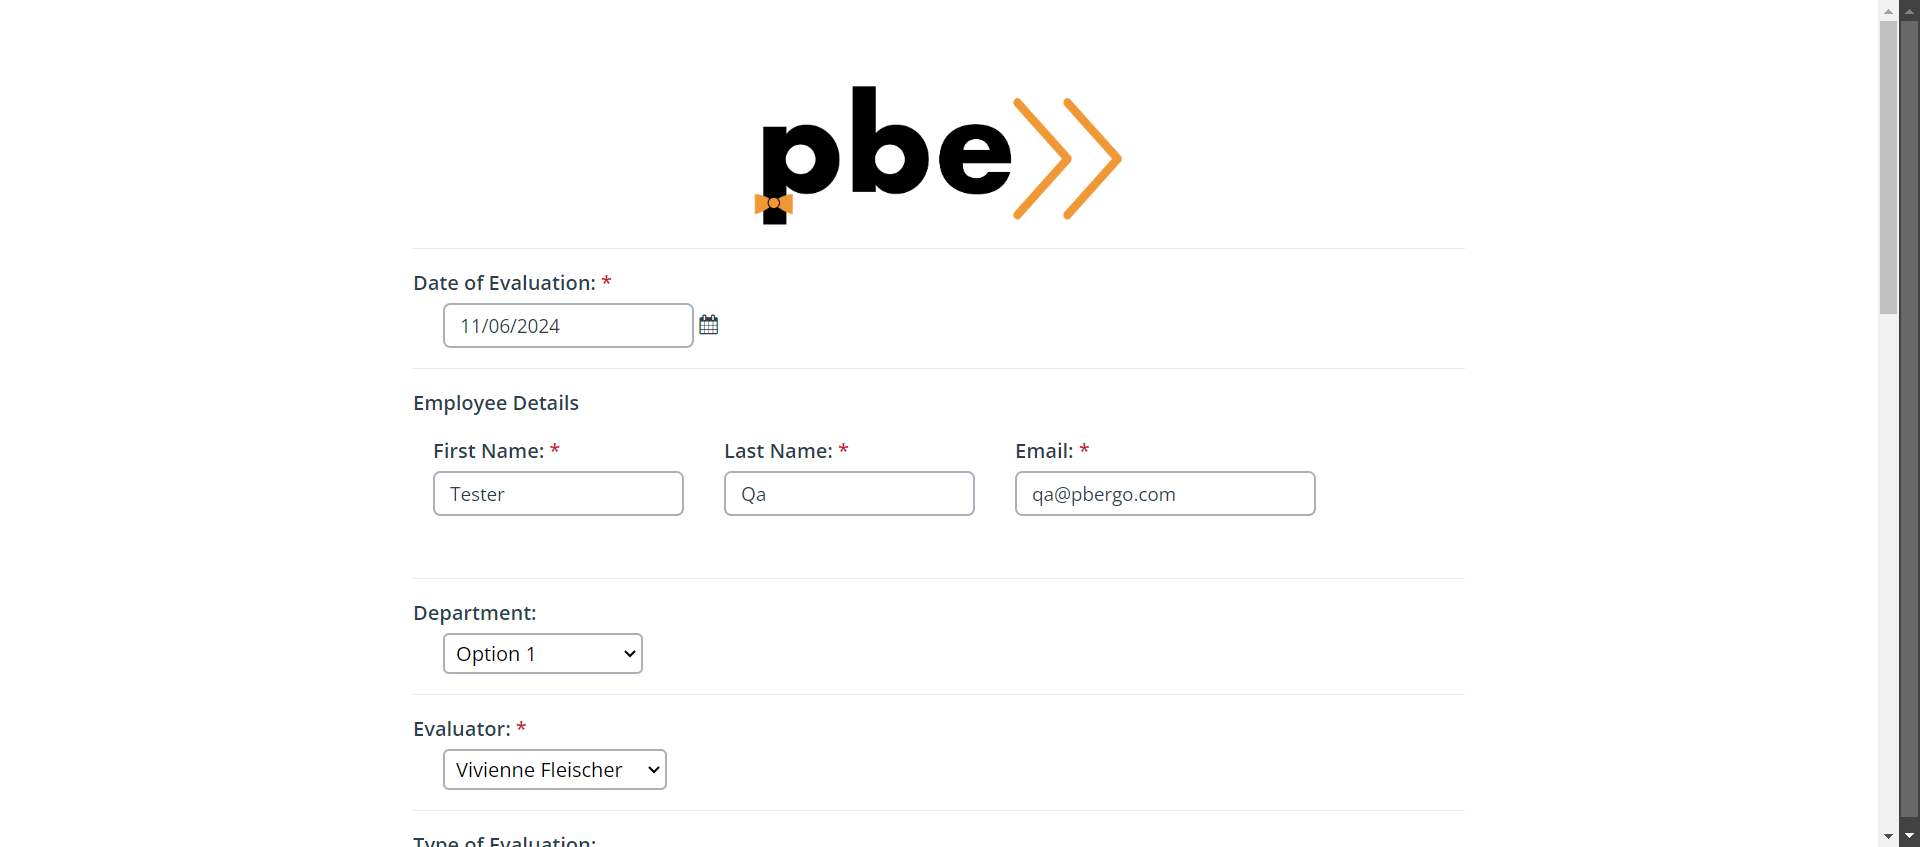 pbe
Date of Evaluation: *
11/06/2024
Employee Details
First Name: * Last Name: * Email: *
Tester Qa qa@pbergo.com
Department:
Option 1
Evaluator: *
Vivienne Fleischer
Type of Evaluation: